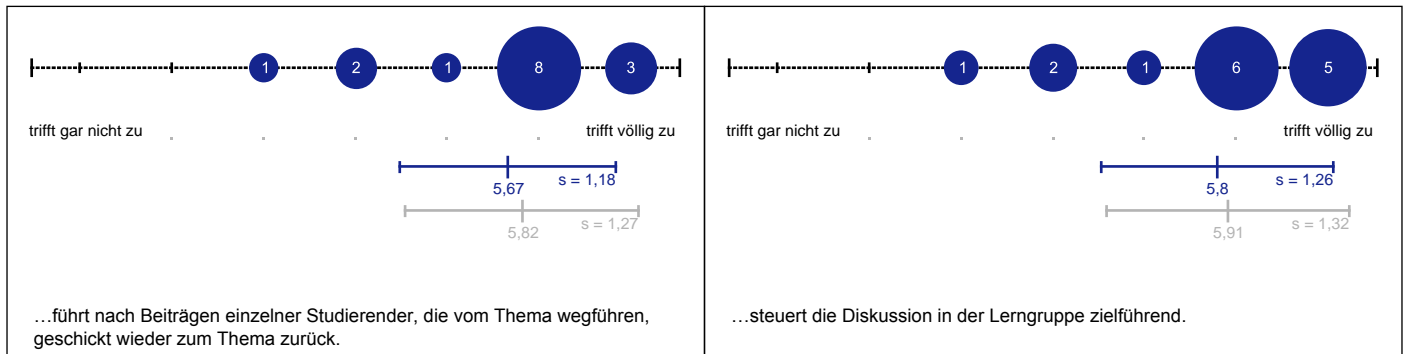 1 2 1 8 3
trifft gar nicht zu . . . . . trifft völlig zu
s = 1,18
5,67
s = 1,27
5,82
…führt nach Beiträgen einzelner Studierender, die vom Thema wegführen,
geschickt wieder zum Thema zurück.
1 2 1 6 5
trifft gar nicht zu . . . . . trifft völlig zu
s = 1,26
5,8
s = 1,32
5,91
…steuert die Diskussion in der Lerngruppe zielführend.